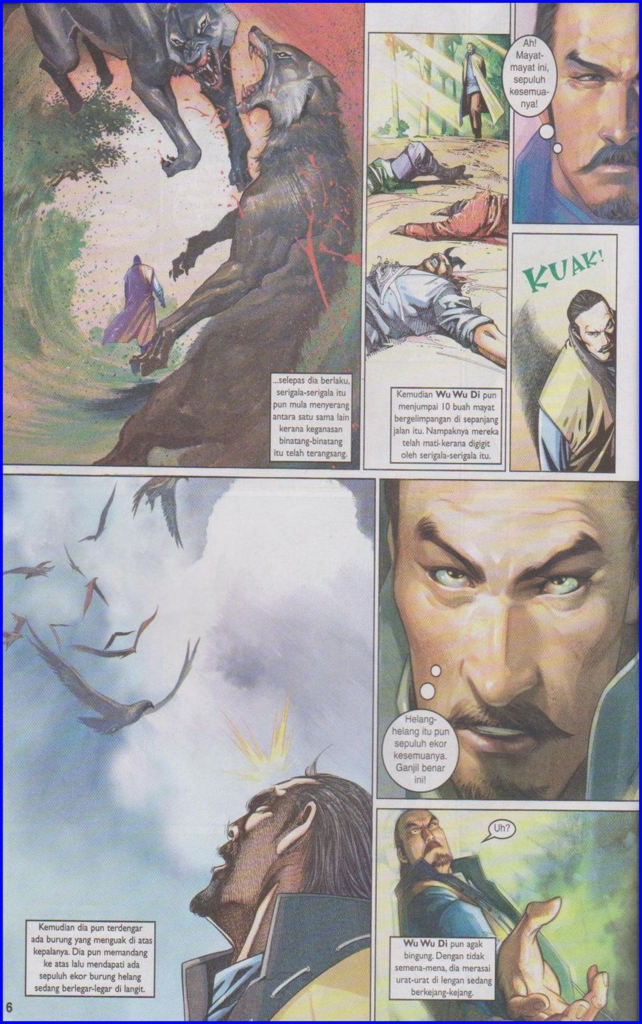 ...selepas dia berlaku,
serigala-serigala itu
pun mula menyerang
antara satu sama lain
kerana keganasan
binatang-binatang
itu telah terangsang.
Kemudian Wu Wu Di pun
menjumpai 10 buah mayat
bergelimpangan di sepanjang
jalan itu. Nampaknya mereka
telah mati-kerana digigit
oleh serigala-serigala itu.
Ah!
Mayat-
mayat ini,
sepuluh
kesemua-
nya!
KUAK!
Kemudian dia pun terdengar
ada burung yang menguak di atas
kepalanya. Dia pun memandang
ke atas lalu mendapati ada
sepuluh ekor burung helang
sedang berlegar-legar di langit.
Helang-
helang itu pun
sepuluh ekor
kesemuanya.
Ganjil benar
ini!
Uh?
Wu Wu Di pun agak
bingung. Dengan tidak
semena-mena, dia merasai
urat-urat di lengan sedang
berkejang-kejang.
6